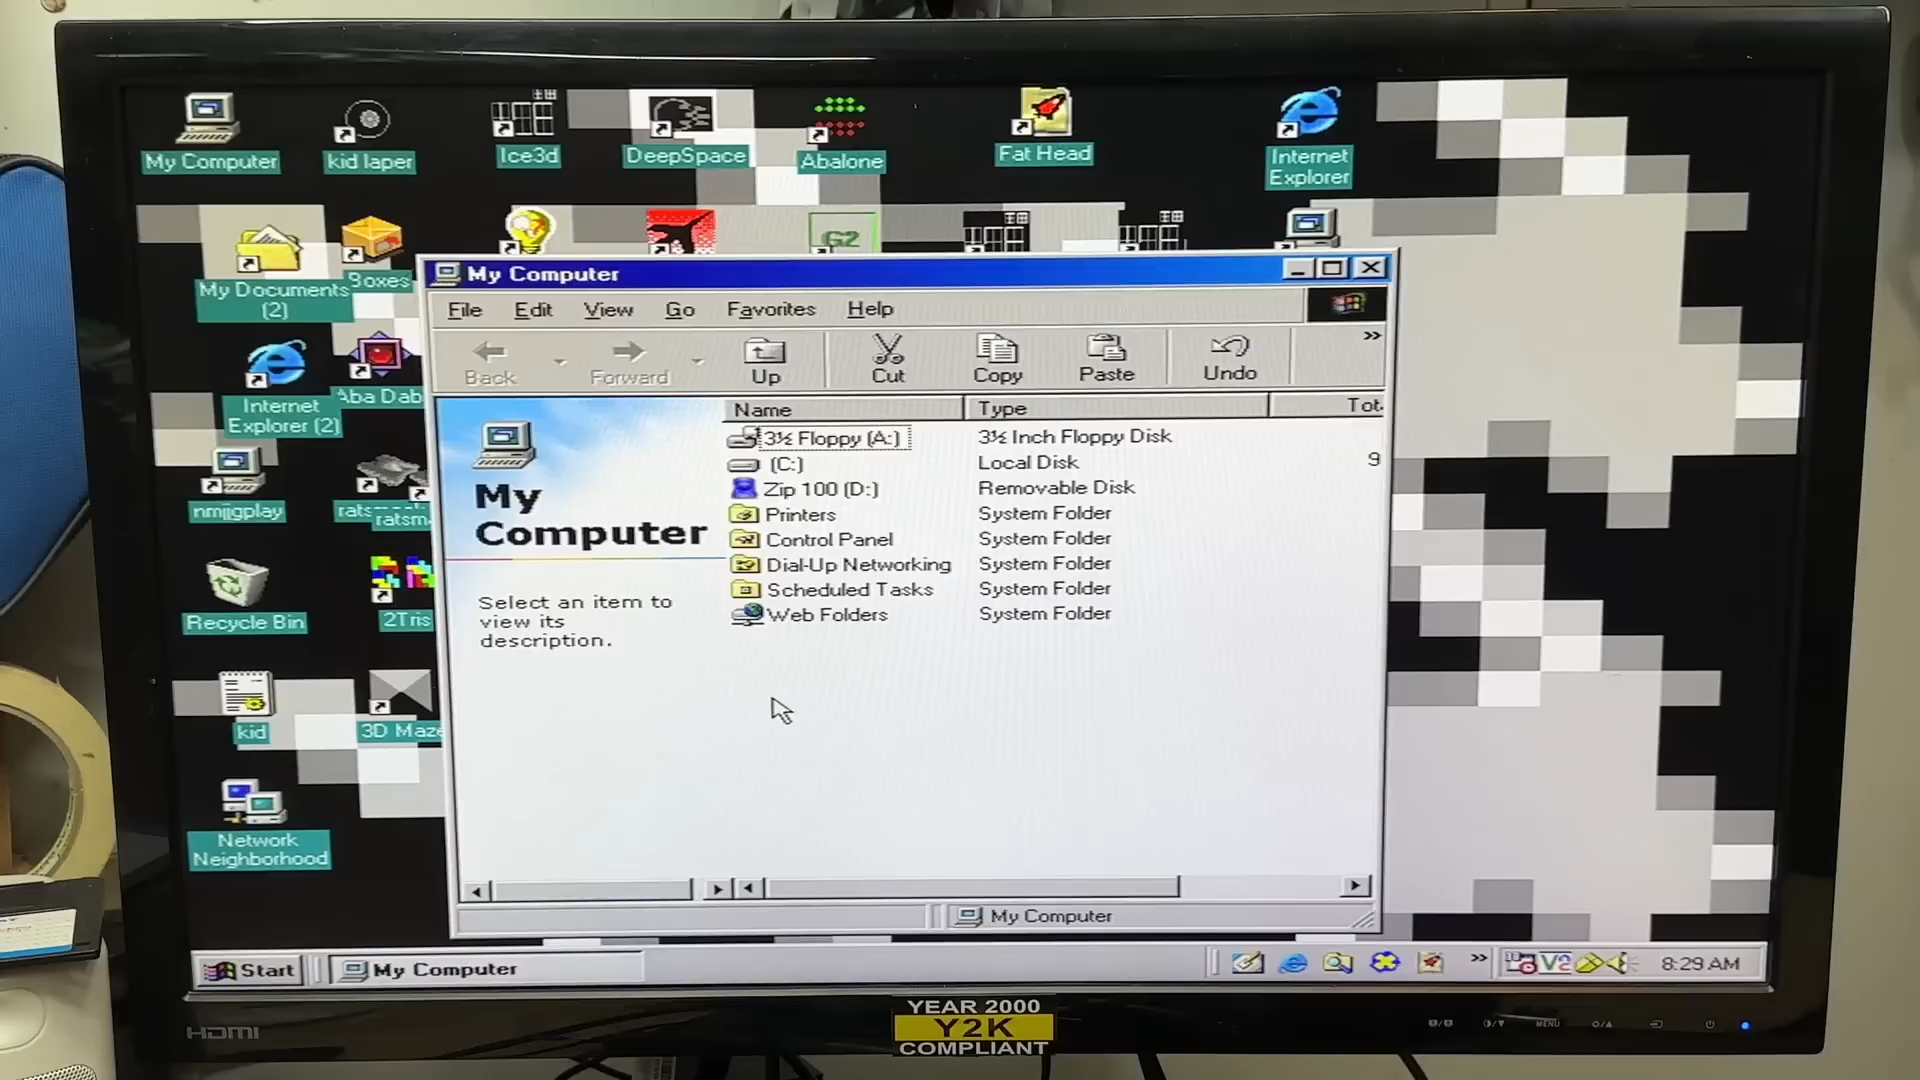 My Computer
kid laper
Ice3d
DeepSpace
Abalone
Fat Head
Internet
Explorer
G2
My Documents
(2)
Boxes
My Computer
File Edit View Go Favorites Help
Back Forward Up Cut Copy Paste Undo
Internet
Explorer (2)
Aba Dab
Name Type Tot
3½ Floppy (A:) 3½ Inch Floppy Disk
(C:) Local Disk 9
Zip 100 (D:) Removable Disk
Printers System Folder
Control Panel System Folder
Dial-Up Networking System Folder
Scheduled Tasks System Folder
Web Folders System Folder
My
Computer
Select an item to
view its
description.
nmjjgplay
ratsm
Recycle Bin
2Tris
kid
3D Maze
Network
Neighborhood
My Computer
Start My Computer 8:29 AM
HDMI
YEAR 2000
Y2K
COMPLIANT
MENU